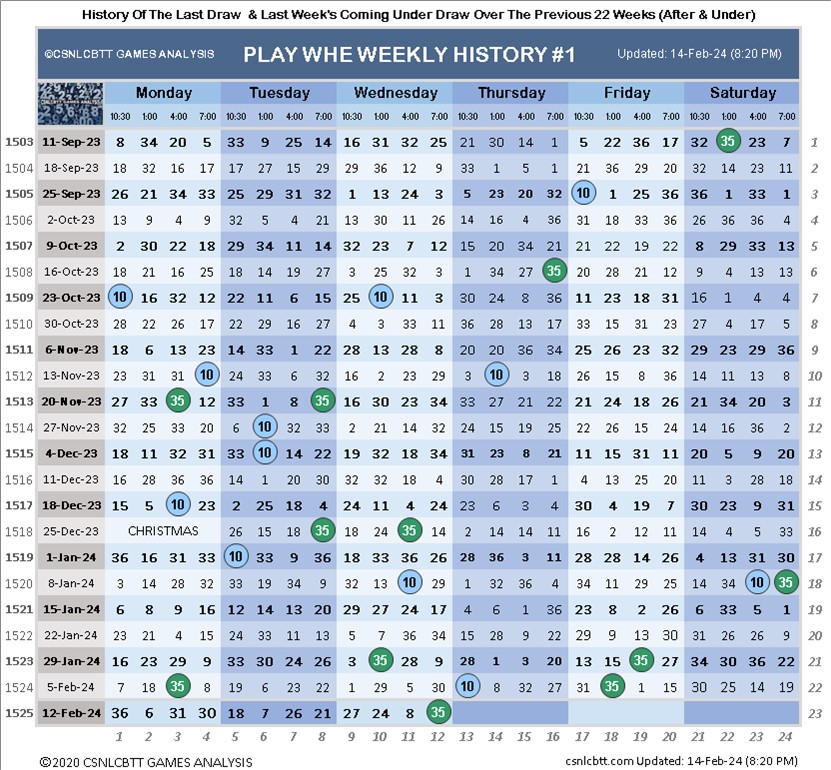 History Of The Last Draw & Last Week's Coming Under Draw Over The Previous 22 Weeks (After & Under)
©CSNLCBTT GAMES ANALYSIS PLAY WHE WEEKLY HISTORY #1 Updated: 14-Feb-24 (8:20 PM)
CSNLCBTT GAMES ANALYSIS Monday Tuesday Wednesday Thursday Friday Saturday
10:30 1:00 4:00 7:00 10:30 1:00 4:00 7:00 10:30 1:00 4:00 7:00 10:30 1:00 4:00 7:00 10:30 1:00 4:00 7:00 10:30 1:00 4:00 7:00
1503 11-Sep-23 8 34 20 5 33 9 25 14 16 31 32 25 21 30 14 1 5 22 36 17 32 35 23 7 1
1504 18-Sep-23 18 32 16 17 17 27 15 29 29 36 12 9 33 1 5 1 21 36 29 20 32 14 23 11 2
1505 25-Sep-23 26 21 34 33 25 29 31 32 1 13 24 3 5 23 20 32 10 1 25 36 36 1 33 1 3
1506 2-Oct-23 13 9 4 9 32 5 4 21 13 30 11 26 14 16 4 36 31 18 33 36 26 36 36 4 4
1507 9-Oct-23 2 30 22 18 29 34 11 14 32 23 7 12 15 20 34 21 21 22 19 22 8 29 33 13 5
1508 16-Oct-23 18 21 16 25 18 14 19 27 3 25 32 3 1 34 27 35 20 28 21 12 9 4 13 13 6
1509 23-Oct-23 10 16 32 12 22 11 6 15 25 10 11 3 30 24 8 36 11 23 18 31 16 1 4 4 7
1510 30-Oct-23 28 22 26 17 22 29 16 27 4 3 33 11 36 28 13 17 33 15 31 23 27 4 17 5 8
1511 6-Nov-23 18 6 13 23 14 33 1 22 28 13 28 8 20 20 36 34 25 26 23 32 29 23 29 36 9
1512 13-Nov-23 23 31 31 10 24 33 6 32 16 2 23 29 3 10 3 18 26 15 8 36 14 11 13 8 10
1513 20-Nov-23 27 33 35 12 33 1 8 35 16 30 23 34 33 27 21 22 21 24 18 26 21 34 20 3 11
1514 27-Nov-23 32 25 33 20 6 10 32 33 2 21 14 32 24 15 19 25 22 26 15 24 14 16 36 2 12
1515 4-Dec-23 18 11 32 31 33 10 14 22 19 32 18 34 31 23 8 21 11 15 31 11 20 5 9 20 13
1516 11-Dec-23 16 28 36 36 14 1 20 30 32 32 18 4 30 28 17 1 4 13 25 20 11 3 28 18 14
1517 18-Dec-23 15 5 10 23 2 25 18 4 24 11 4 24 23 6 3 4 30 4 19 7 30 23 9 31 15
1518 25-Dec-23 CHRISTMAS 26 15 18 35 18 24 35 14 2 14 14 11 16 2 12 11 14 4 5 33 16
1519 1-Jan-24 36 16 31 33 10 33 9 36 18 33 36 26 28 36 3 11 28 28 14 26 4 13 31 30 17
1520 8-Jan-24 3 14 28 32 33 19 34 9 32 13 10 29 1 32 36 4 34 11 29 25 14 34 10 35 18
1521 15-Jan-24 6 8 9 16 12 14 13 20 29 27 24 17 4 6 1 36 23 8 2 26 6 33 5 1 19
1522 22-Jan-24 23 21 4 15 24 33 11 13 5 7 36 34 15 28 9 22 29 9 13 30 31 26 26 9 20
1523 29-Jan-24 16 23 29 9 33 30 24 26 3 35 28 9 28 1 3 20 13 15 35 27 34 30 36 22 21
1524 5-Feb-24 7 18 35 8 19 6 23 22 1 29 5 30 10 8 32 27 31 35 1 15 30 25 14 19 22
1525 12-Feb-24 36 6 31 30 18 7 26 21 27 24 8 35 23
1 2 3 4 5 6 7 8 9 10 11 12 13 14 15 16 17 18 19 20 21 22 23 24
©2020 CSNLCBTT GAMES ANALYSIS csnlcbtt.com Updated: 14-Feb-24 (8:20 PM)